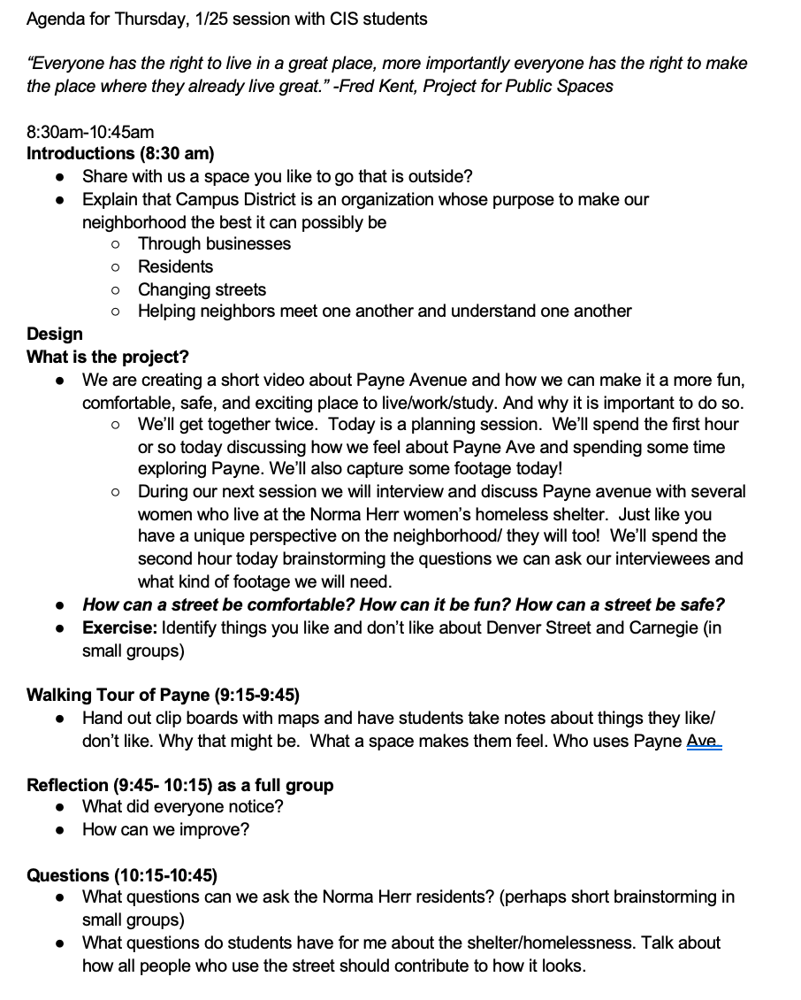 Agenda for Thursday, 1/25 session with CIS students
“Everyone has the right to live in a great place, more importantly everyone has the right to make
the place where they already live great.” -Fred Kent, Project for Public Spaces
8:30am-10:45am
Introductions (8:30 am)
● Share with us a space you like to go that is outside?
● Explain that Campus District is an organization whose purpose to make our
neighborhood the best it can possibly be
○ Through businesses
○ Residents
○ Changing streets
○ Helping neighbors meet one another and understand one another
Design
What is the project?
● We are creating a short video about Payne Avenue and how we can make it a more fun,
comfortable, safe, and exciting place to live/work/study. And why it is important to do so.
○ We’ll get together twice.  Today is a planning session.  We’ll spend the first hour
or so today discussing how we feel about Payne Ave and spending some time
exploring Payne. We’ll also capture some footage today!
○ During our next session we will interview and discuss Payne avenue with several
women who live at the Norma Herr women’s homeless shelter.  Just like you
have a unique perspective on the neighborhood/ they will too!  We’ll spend the
second hour today brainstorming the questions we can ask our interviewees and
what kind of footage we will need.
● How can a street be comfortable? How can it be fun? How can a street be safe?
● Exercise: Identify things you like and don’t like about Denver Street and Carnegie (in
small groups)
Walking Tour of Payne (9:15-9:45)
● Hand out clip boards with maps and have students take notes about things they like/
don’t like. Why that might be.  What a space makes them feel. Who uses Payne Ave.
Reflection (9:45- 10:15) as a full group
● What did everyone notice?
● How can we improve?
Questions (10:15-10:45)
● What questions can we ask the Norma Herr residents? (perhaps short brainstorming in
small groups)
● What questions do students have for me about the shelter/homelessness. Talk about
how all people who use the street should contribute to how it looks.